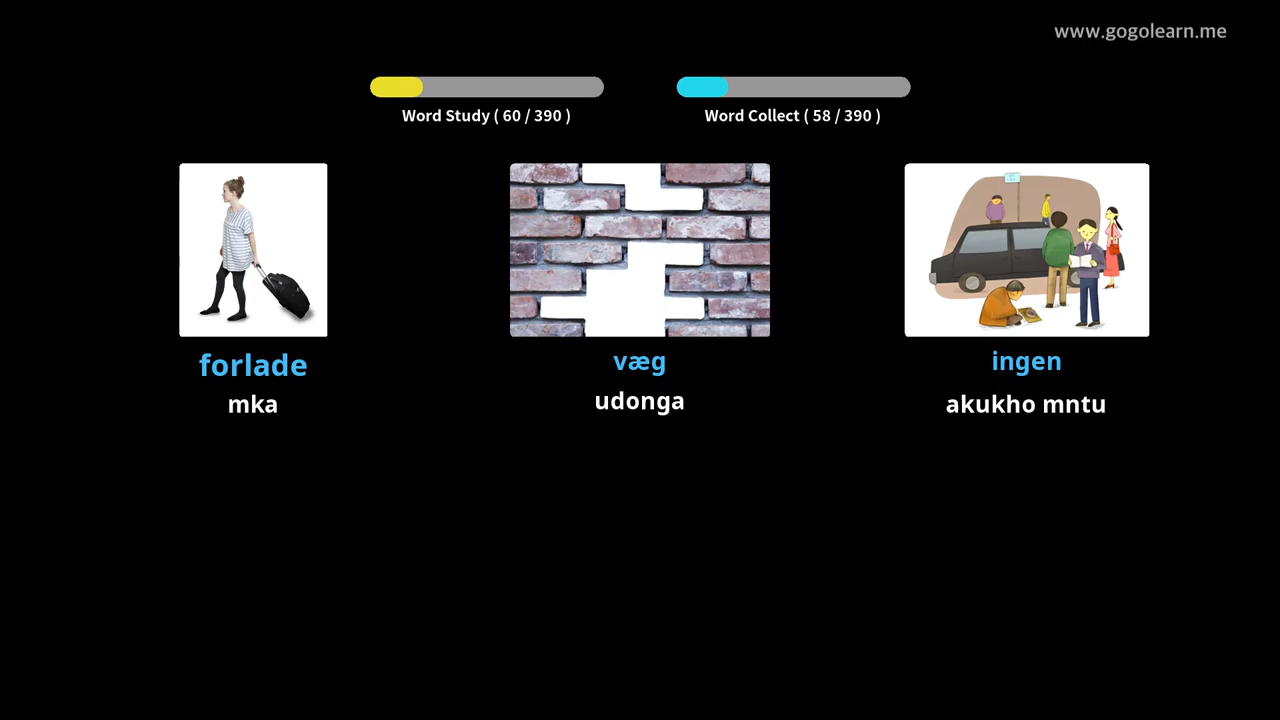 www.gogolearn.me
Word Study ( 60 / 390 )
Word Collect ( 58 / 390 )
forlade
mka
væg
udonga
ingen
akukho mntu